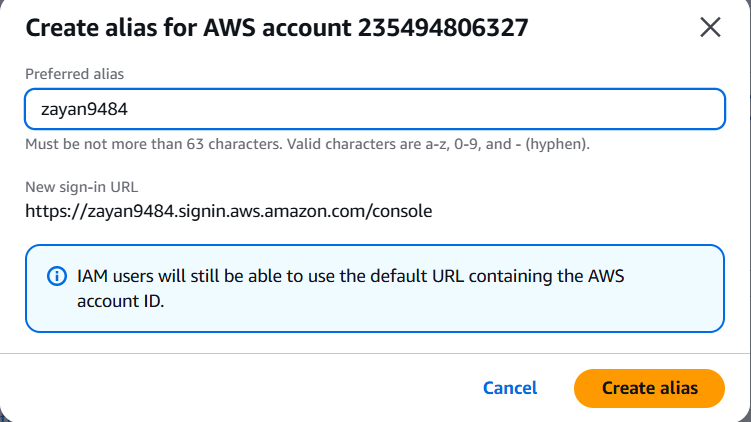 Create alias for AWS account 235494806327
Preferred alias
zayan9484
Must be not more than 63 characters. Valid characters are a-z, 0-9, and - (hyphen).
New sign-in URL
https://zayan9484.signin.aws.amazon.com/console
IAM users will still be able to use the default URL containing the AWS
account ID.
Cancel
Create alias